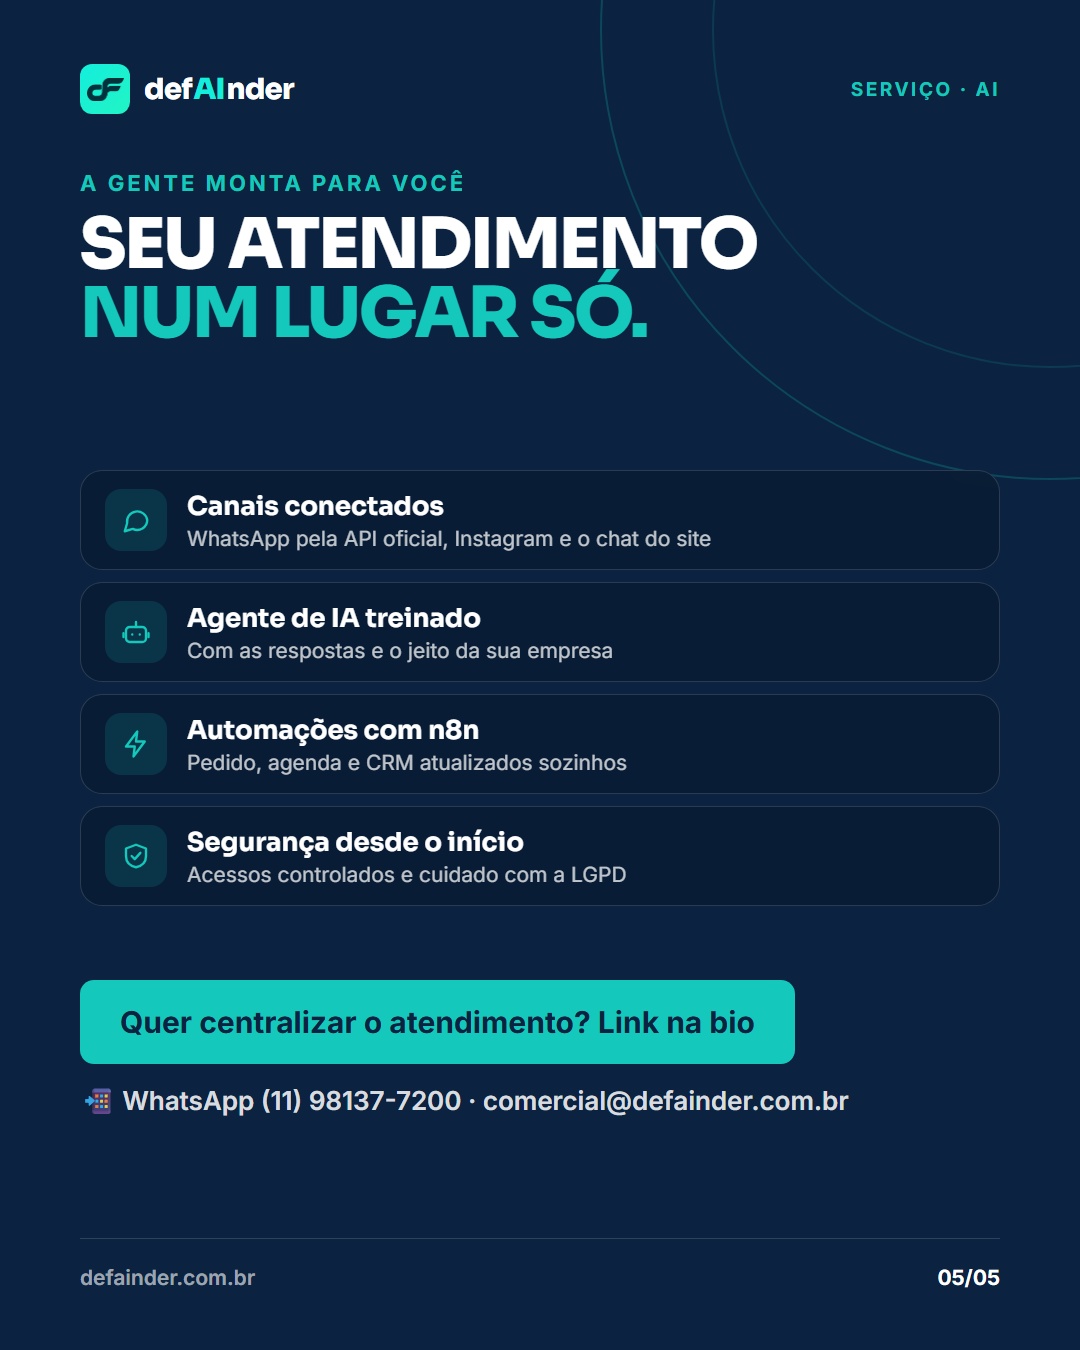 defAInder
SERVIÇO · AI
A GENTE MONTA PARA VOCÊ
SEU ATENDIMENTO
NUM LUGAR SÓ.
Canais conectados
WhatsApp pela API oficial, Instagram e o chat do site
Agente de IA treinado
Com as respostas e o jeito da sua empresa
Automações com n8n
Pedido, agenda e CRM atualizados sozinhos
Segurança desde o início
Acessos controlados e cuidado com a LGPD
Quer centralizar o atendimento? Link na bio
📲 WhatsApp (11) 98137-7200 · comercial@defainder.com.br
defainder.com.br
05/05